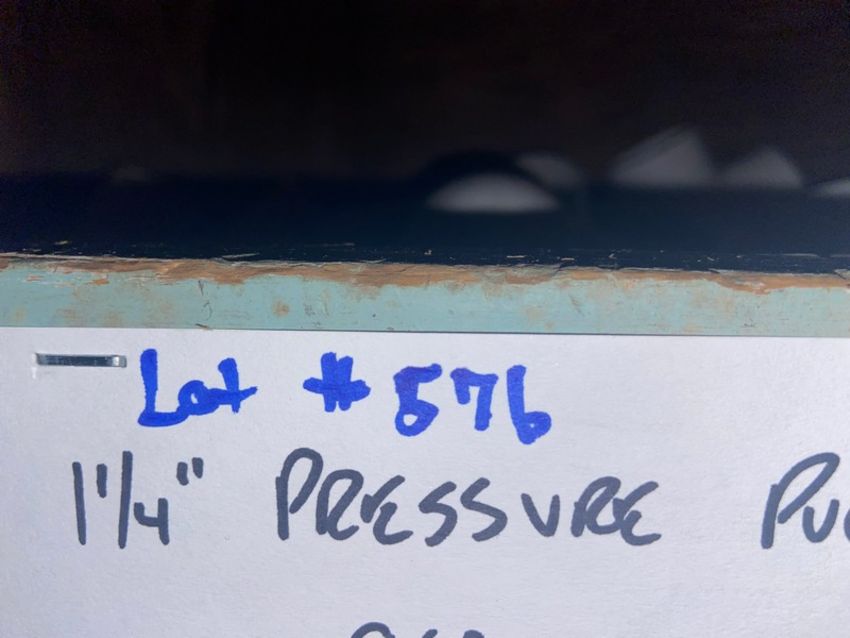 Lot # 576
1 1/4" PRESSURE